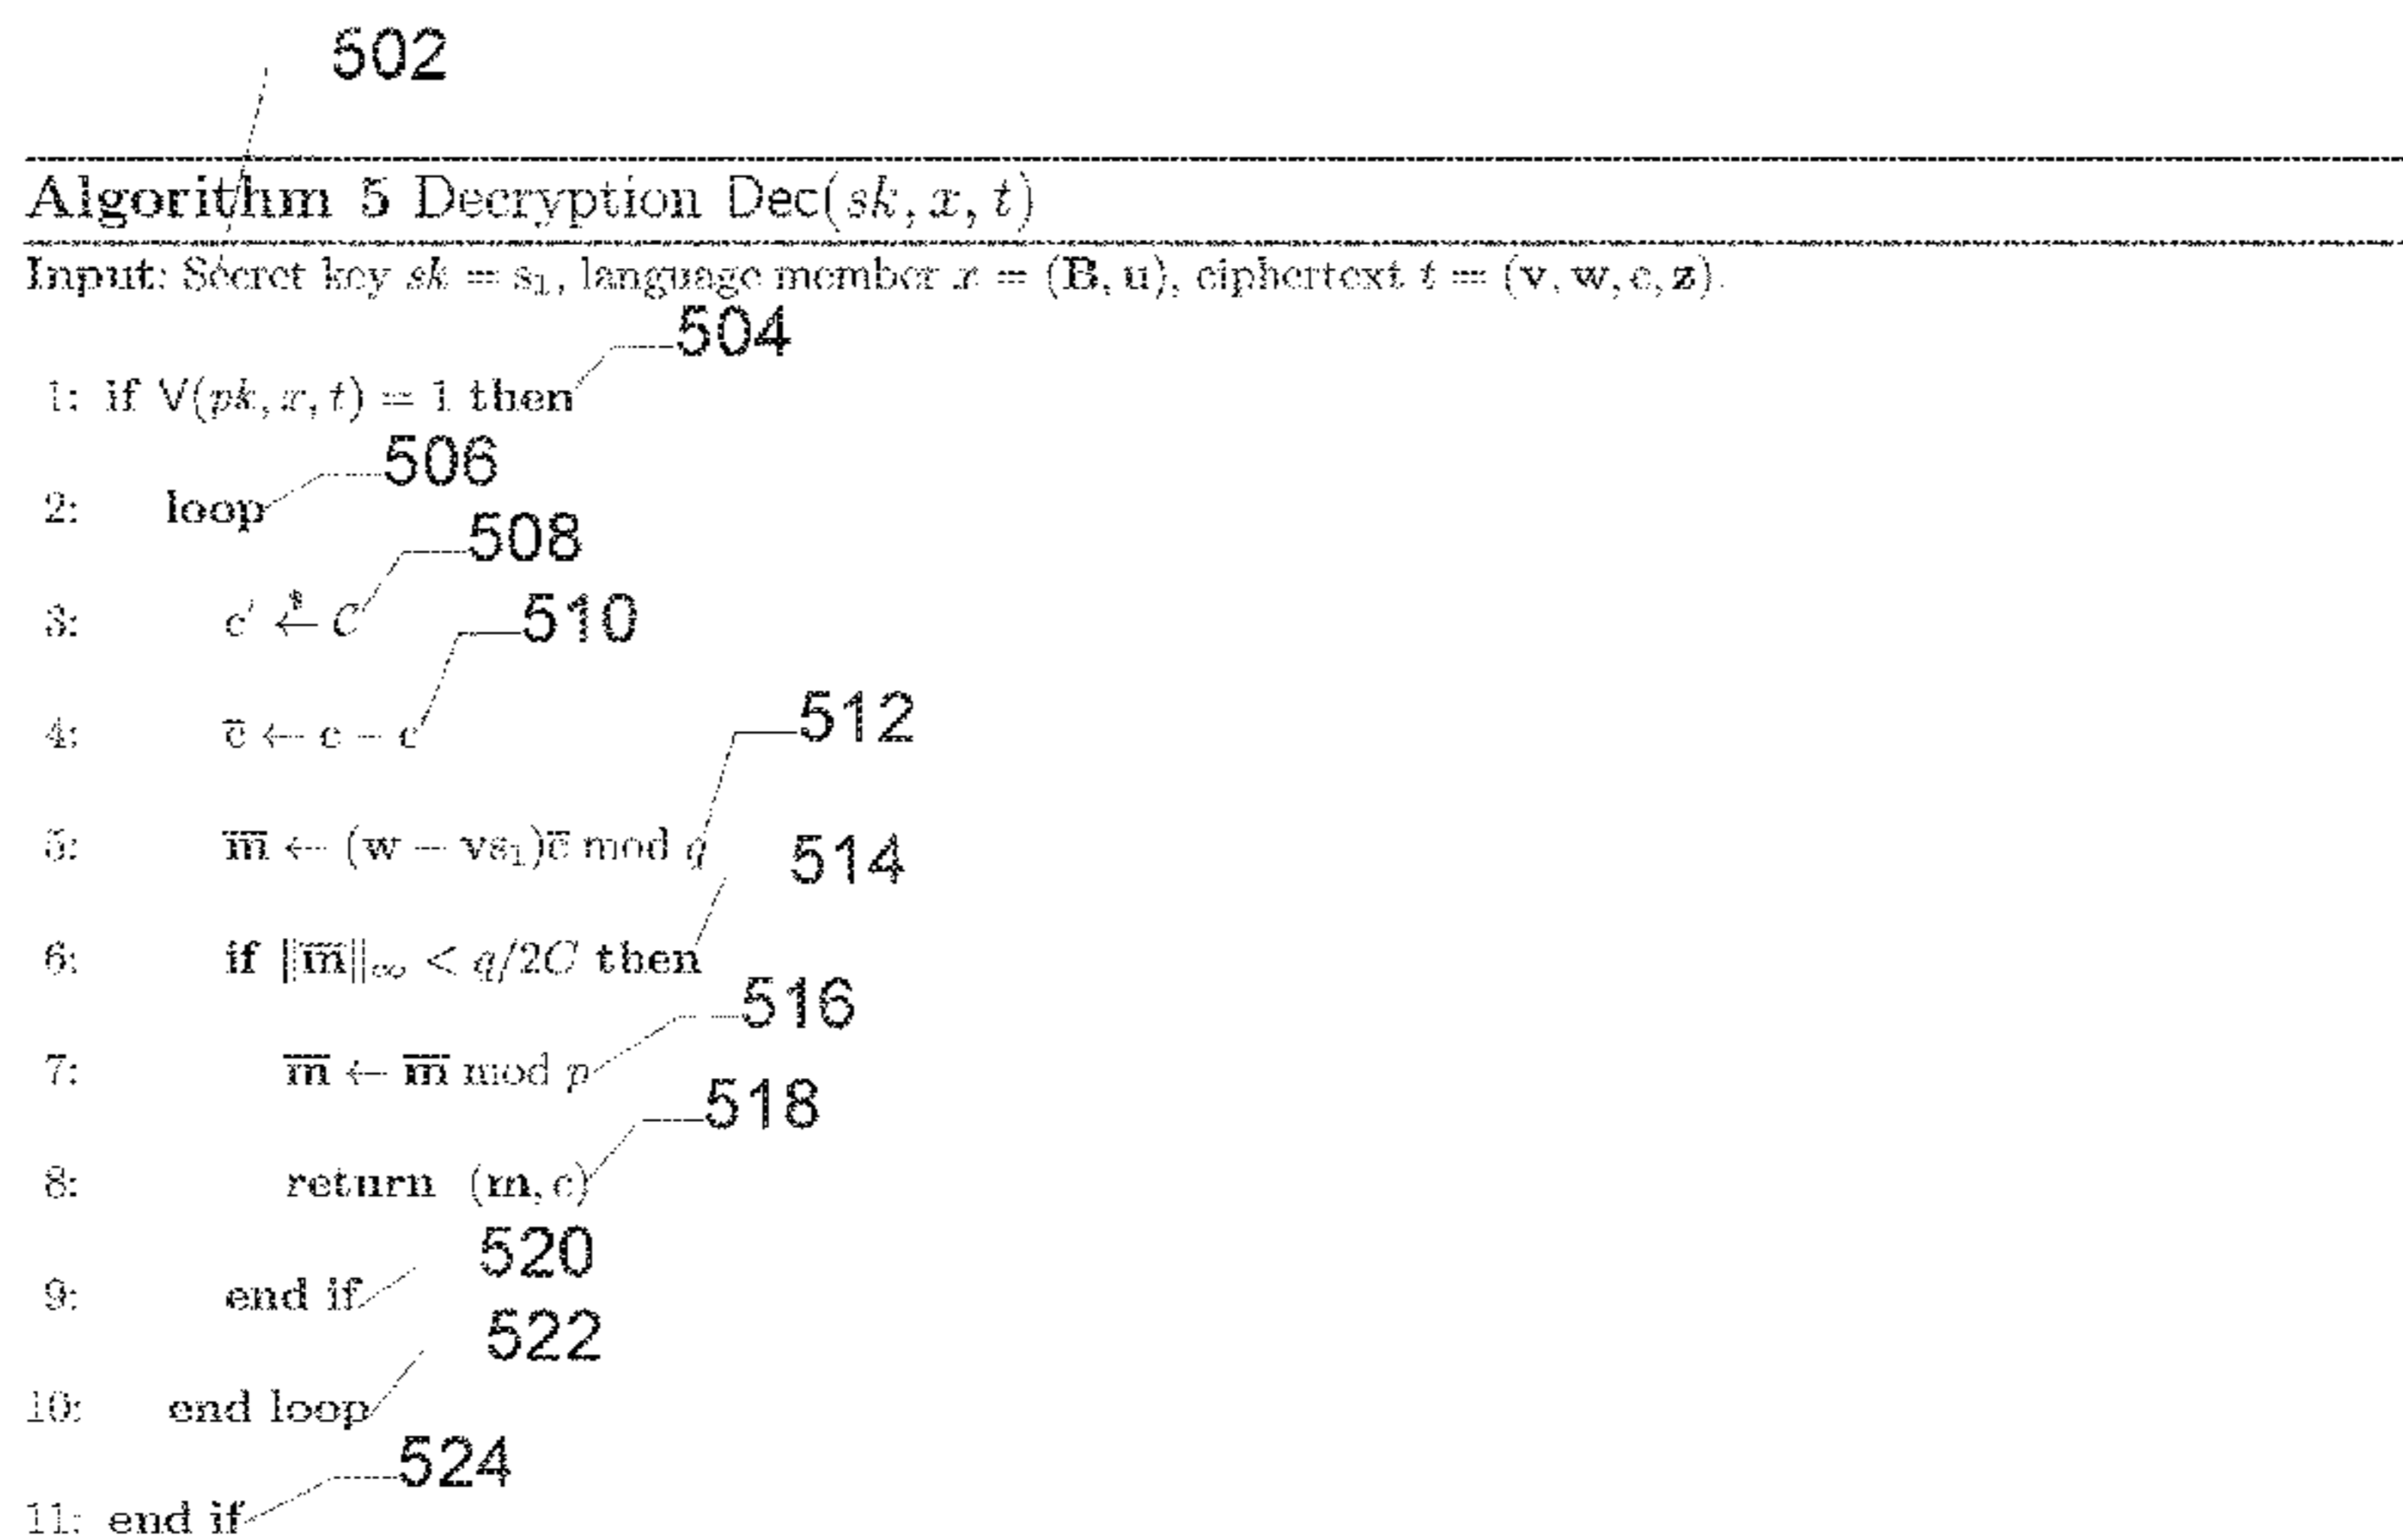 502
Algorithm 5 Decryption Dec(sk, x, t)
Input: Secret key sk = s₁, language member x = (B, u), ciphertext t = (v, w, c, z).
504
1: if V(pk, x, t) = 1 then
506
2: loop
508
3: c′ ←$ C
510
4: c̅ ← c − c
512
5: m̅ ← (w − vs₁)c̅ mod q
514
6: if ‖m̅‖∞ < q/2C then
516
7: m̅ ← m̅ mod p
518
8: return (m, c)
520
9: end if
522
10: end loop
524
11: end if